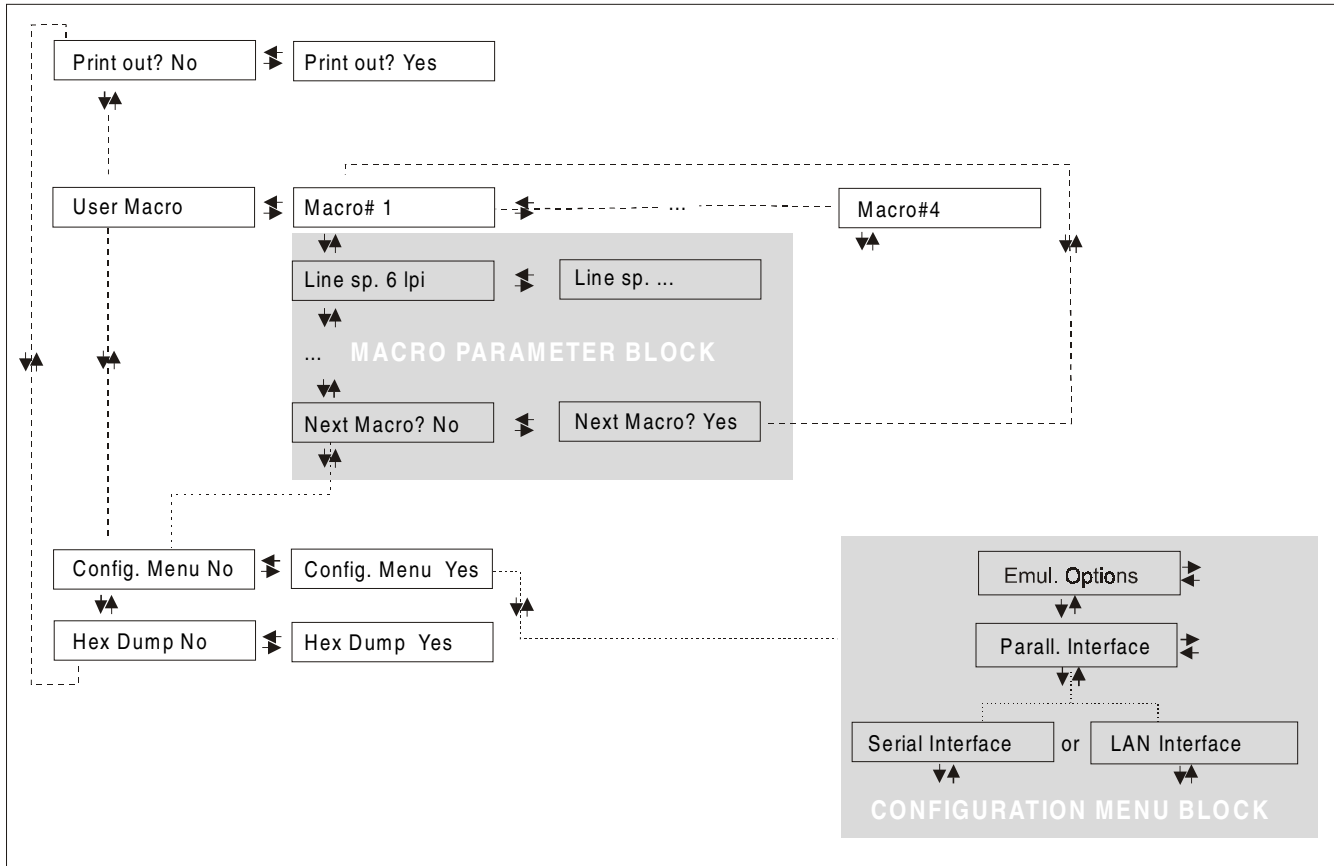 Print out? No
Print out? Yes
User Macro
Macro# 1
...
Macro#4
Line sp. 6 lpi
Line sp. ...
... MACRO PARAMETER BLOCK
Next Macro? No
Next Macro? Yes
Config. Menu No
Config. Menu Yes
Hex Dump No
Hex Dump Yes
Emul. Options
Parall. Interface
Serial Interface
or
LAN Interface
CONFIGURATION MENU BLOCK